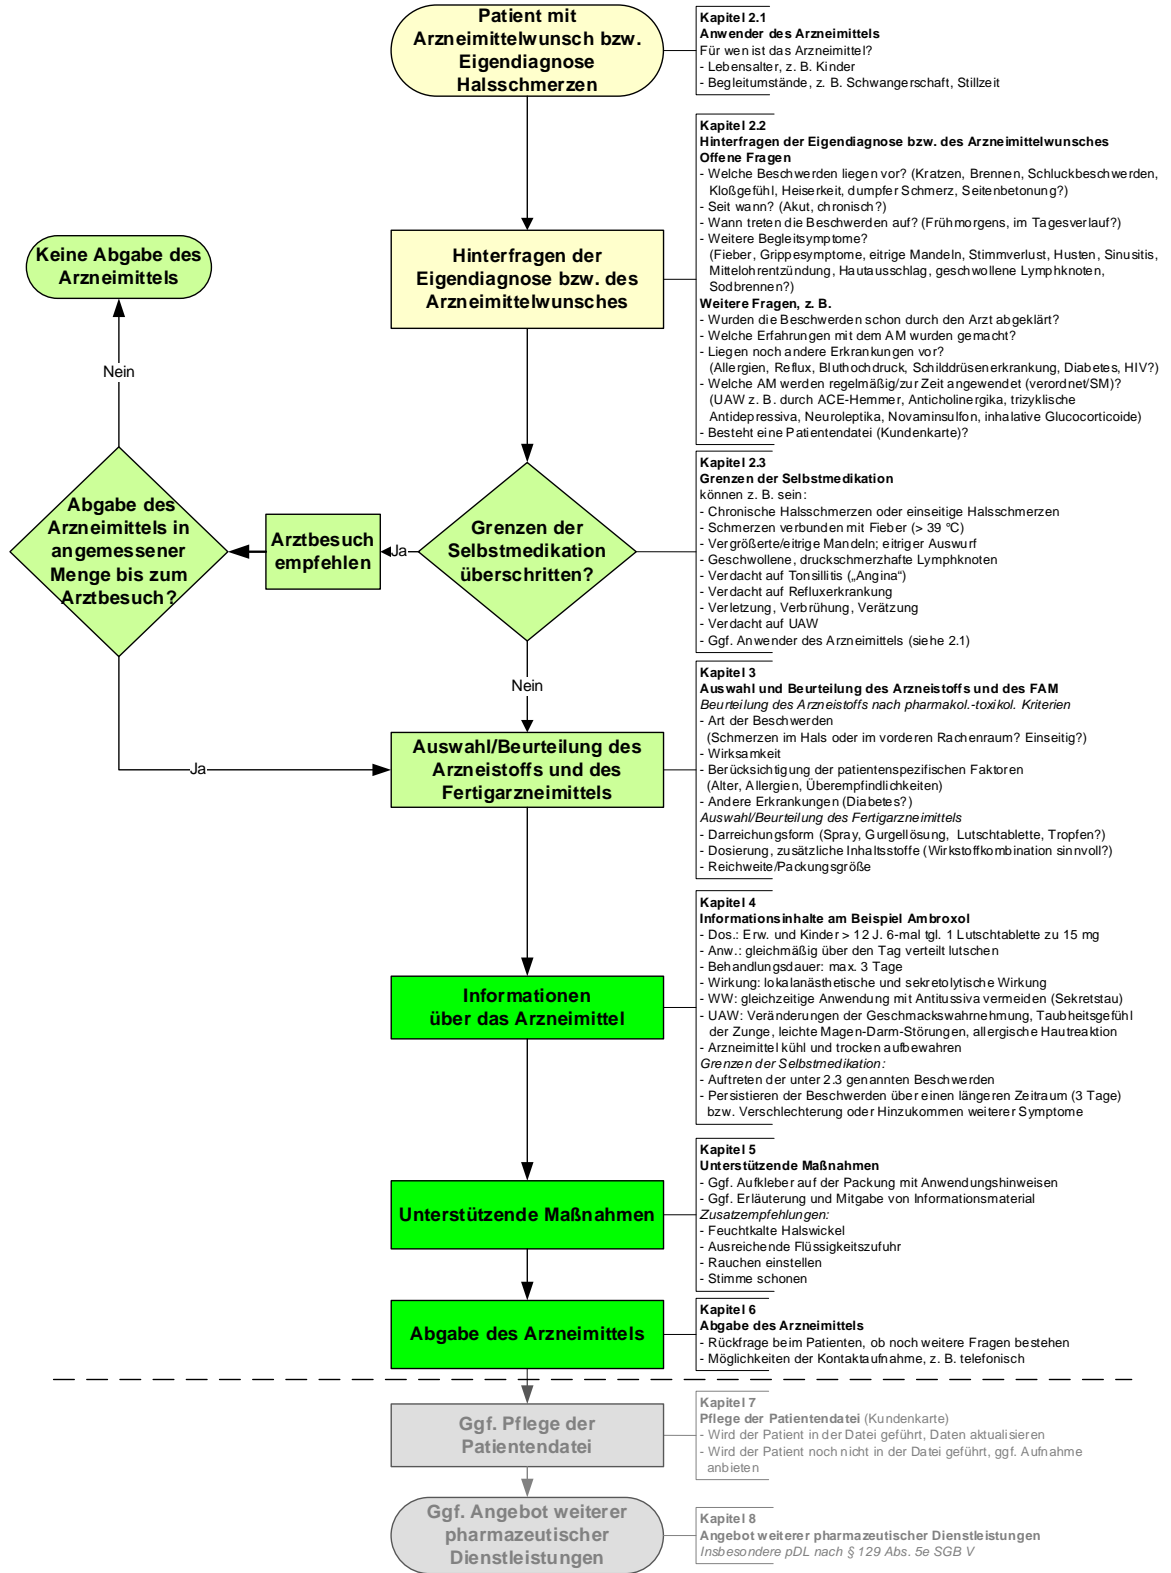 Patient mit
Arzneimittelwunsch bzw.
Eigendiagnose
Halsschmerzen
Kapitel 2.1
Anwender des Arzneimittels
Für wen ist das Arzneimittel?
- Lebensalter, z. B. Kinder
- Begleitumstände, z. B. Schwangerschaft, Stillzeit
Hinterfragen der
Eigendiagnose bzw. des
Arzneimittelwunsches
Kapitel 2.2
Hinterfragen der Eigendiagnose bzw. des Arzneimittelwunsches
Offene Fragen
- Welche Beschwerden liegen vor? (Kratzen, Brennen, Schluckbeschwerden,
Kloßgefühl, Heiserkeit, dumpfer Schmerz, Seitenbetonung?)
- Seit wann? (Akut, chronisch?)
- Wann treten die Beschwerden auf? (Frühmorgens, im Tagesverlauf?)
- Weitere Begleitsymptome?
(Fieber, Grippesymptome, eitrige Mandeln, Stimmverlust, Husten, Sinusitis,
Mittelohrentzündung, Hautausschlag, geschwollene Lymphknoten,
Sodbrennen?)
Weitere Fragen, z. B.
- Wurden die Beschwerden schon durch den Arzt abgeklärt?
- Welche Erfahrungen mit dem AM wurden gemacht?
- Liegen noch andere Erkrankungen vor?
(Allergien, Reflux, Bluthochdruck, Schilddrüsenerkrankung, Diabetes, HIV?)
- Welche AM werden regelmäßig/zur Zeit angewendet (verordnet/SM)?
(UAW z. B. durch ACE-Hemmer, Anticholinergika, trizyklische
Antidepressiva, Neuroleptika, Novaminsulfon, inhalative Glucocorticoide)
- Besteht eine Patientendatei (Kundenkarte)?
Keine Abgabe des
Arzneimittels
Nein
Abgabe des
Arzneimittels in
angemessener
Menge bis zum
Arztbesuch?
Arztbesuch
empfehlen
Ja
Grenzen der
Selbstmedikation
überschritten?
Kapitel 2.3
Grenzen der Selbstmedikation
können z. B. sein:
- Chronische Halsschmerzen oder einseitige Halsschmerzen
- Schmerzen verbunden mit Fieber (> 39 °C)
- Vergrößerte/eitrige Mandeln; eitriger Auswurf
- Geschwollene, druckschmerzhafte Lymphknoten
- Verdacht auf Tonsillitis („Angina“)
- Verdacht auf Refluxerkrankung
- Verletzung, Verbrühung, Verätzung
- Verdacht auf UAW
- Ggf. Anwender des Arzneimittels (siehe 2.1)
Nein
Ja
Auswahl/Beurteilung des
Arzneistoffs und des
Fertigarzneimittels
Kapitel 3
Auswahl und Beurteilung des Arzneistoffs und des FAM
Beurteilung des Arzneistoffs nach pharmakol.-toxikol. Kriterien
- Art der Beschwerden
(Schmerzen im Hals oder im vorderen Rachenraum? Einseitig?)
- Wirksamkeit
- Berücksichtigung der patientenspezifischen Faktoren
(Alter, Allergien, Überempfindlichkeiten)
- Andere Erkrankungen (Diabetes?)
Auswahl/Beurteilung des Fertigarzneimittels
- Darreichungsform (Spray, Gurgellösung, Lutschtablette, Tropfen?)
- Dosierung, zusätzliche Inhaltsstoffe (Wirkstoffkombination sinnvoll?)
- Reichweite/Packungsgröße
Informationen
über das Arzneimittel
Kapitel 4
Informationsinhalte am Beispiel Ambroxol
- Dos.: Erw. und Kinder > 12 J. 6-mal tgl. 1 Lutschtablette zu 15 mg
- Anw.: gleichmäßig über den Tag verteilt lutschen
- Behandlungsdauer: max. 3 Tage
- Wirkung: lokalanästhetische und sekretolytische Wirkung
- WW: gleichzeitige Anwendung mit Antitussiva vermeiden (Sekretstau)
- UAW: Veränderungen der Geschmackswahrnehmung, Taubheitsgefühl
der Zunge, leichte Magen-Darm-Störungen, allergische Hautreaktion
- Arzneimittel kühl und trocken aufbewahren
Grenzen der Selbstmedikation:
- Auftreten der unter 2.3 genannten Beschwerden
- Persistieren der Beschwerden über einen längeren Zeitraum (3 Tage)
bzw. Verschlechterung oder Hinzukommen weiterer Symptome
Unterstützende Maßnahmen
Kapitel 5
Unterstützende Maßnahmen
- Ggf. Aufkleber auf der Packung mit Anwendungshinweisen
- Ggf. Erläuterung und Mitgabe von Informationsmaterial
Zusatzempfehlungen:
- Feuchtkalte Halswickel
- Ausreichende Flüssigkeitszufuhr
- Rauchen einstellen
- Stimme schonen
Abgabe des Arzneimittels
Kapitel 6
Abgabe des Arzneimittels
- Rückfrage beim Patienten, ob noch weitere Fragen bestehen
- Möglichkeiten der Kontaktaufnahme, z. B. telefonisch
Ggf. Pflege der
Patientendatei
Kapitel 7
Pflege der Patientendatei (Kundenkarte)
- Wird der Patient in der Datei geführt, Daten aktualisieren
- Wird der Patient noch nicht in der Datei geführt, ggf. Aufnahme
anbieten
Ggf. Angebot weiterer
pharmazeutischer
Dienstleistungen
Kapitel 8
Angebot weiterer pharmazeutischer Dienstleistungen
Insbesondere pDL nach § 129 Abs. 5e SGB V